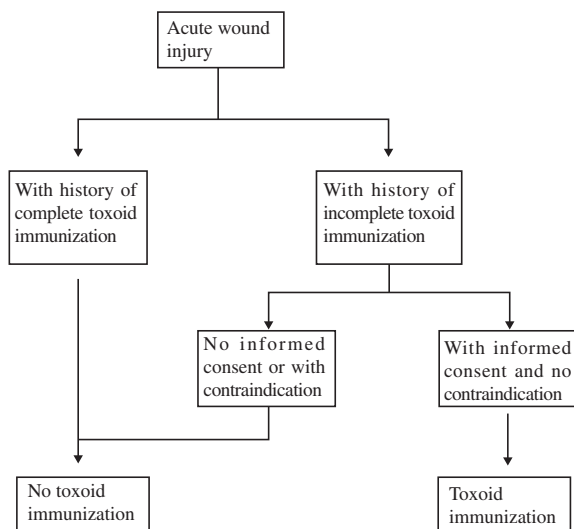 Acute wound
injury
With history of
complete toxoid
immunization
With history of
incomplete toxoid
immunization
No informed
consent or with
contraindication
With informed
consent and no
contraindication
No toxoid
immunization
Toxoid
immunization